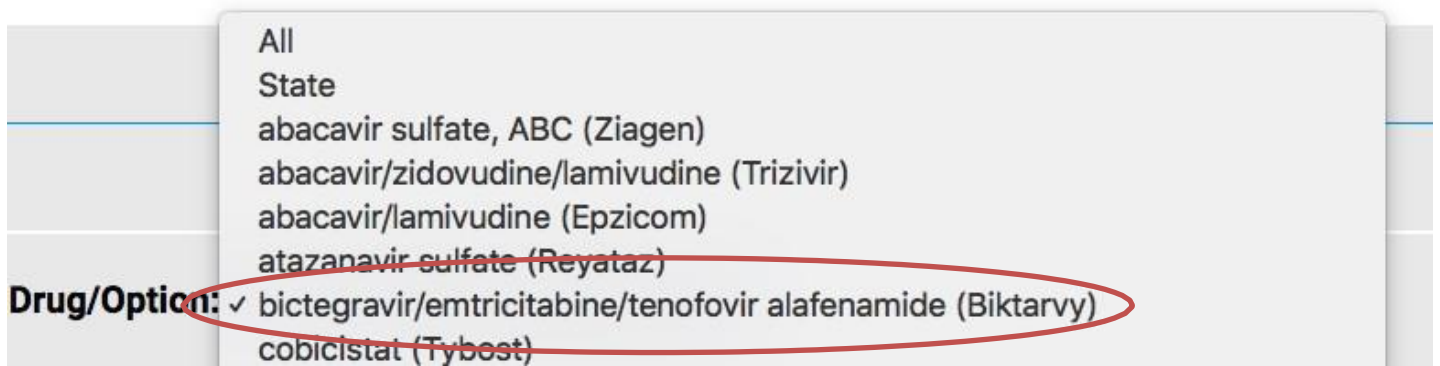 All
State
abacavir sulfate, ABC (Ziagen)
abacavir/zidovudine/lamivudine (Trizivir)
abacavir/lamivudine (Epzicom)
atazanavir sulfate (Reyataz)
Drug/Option: ✓ bictegravir/emtricitabine/tenofovir alafenamide (Biktarvy)
cobicistat (Tybost)